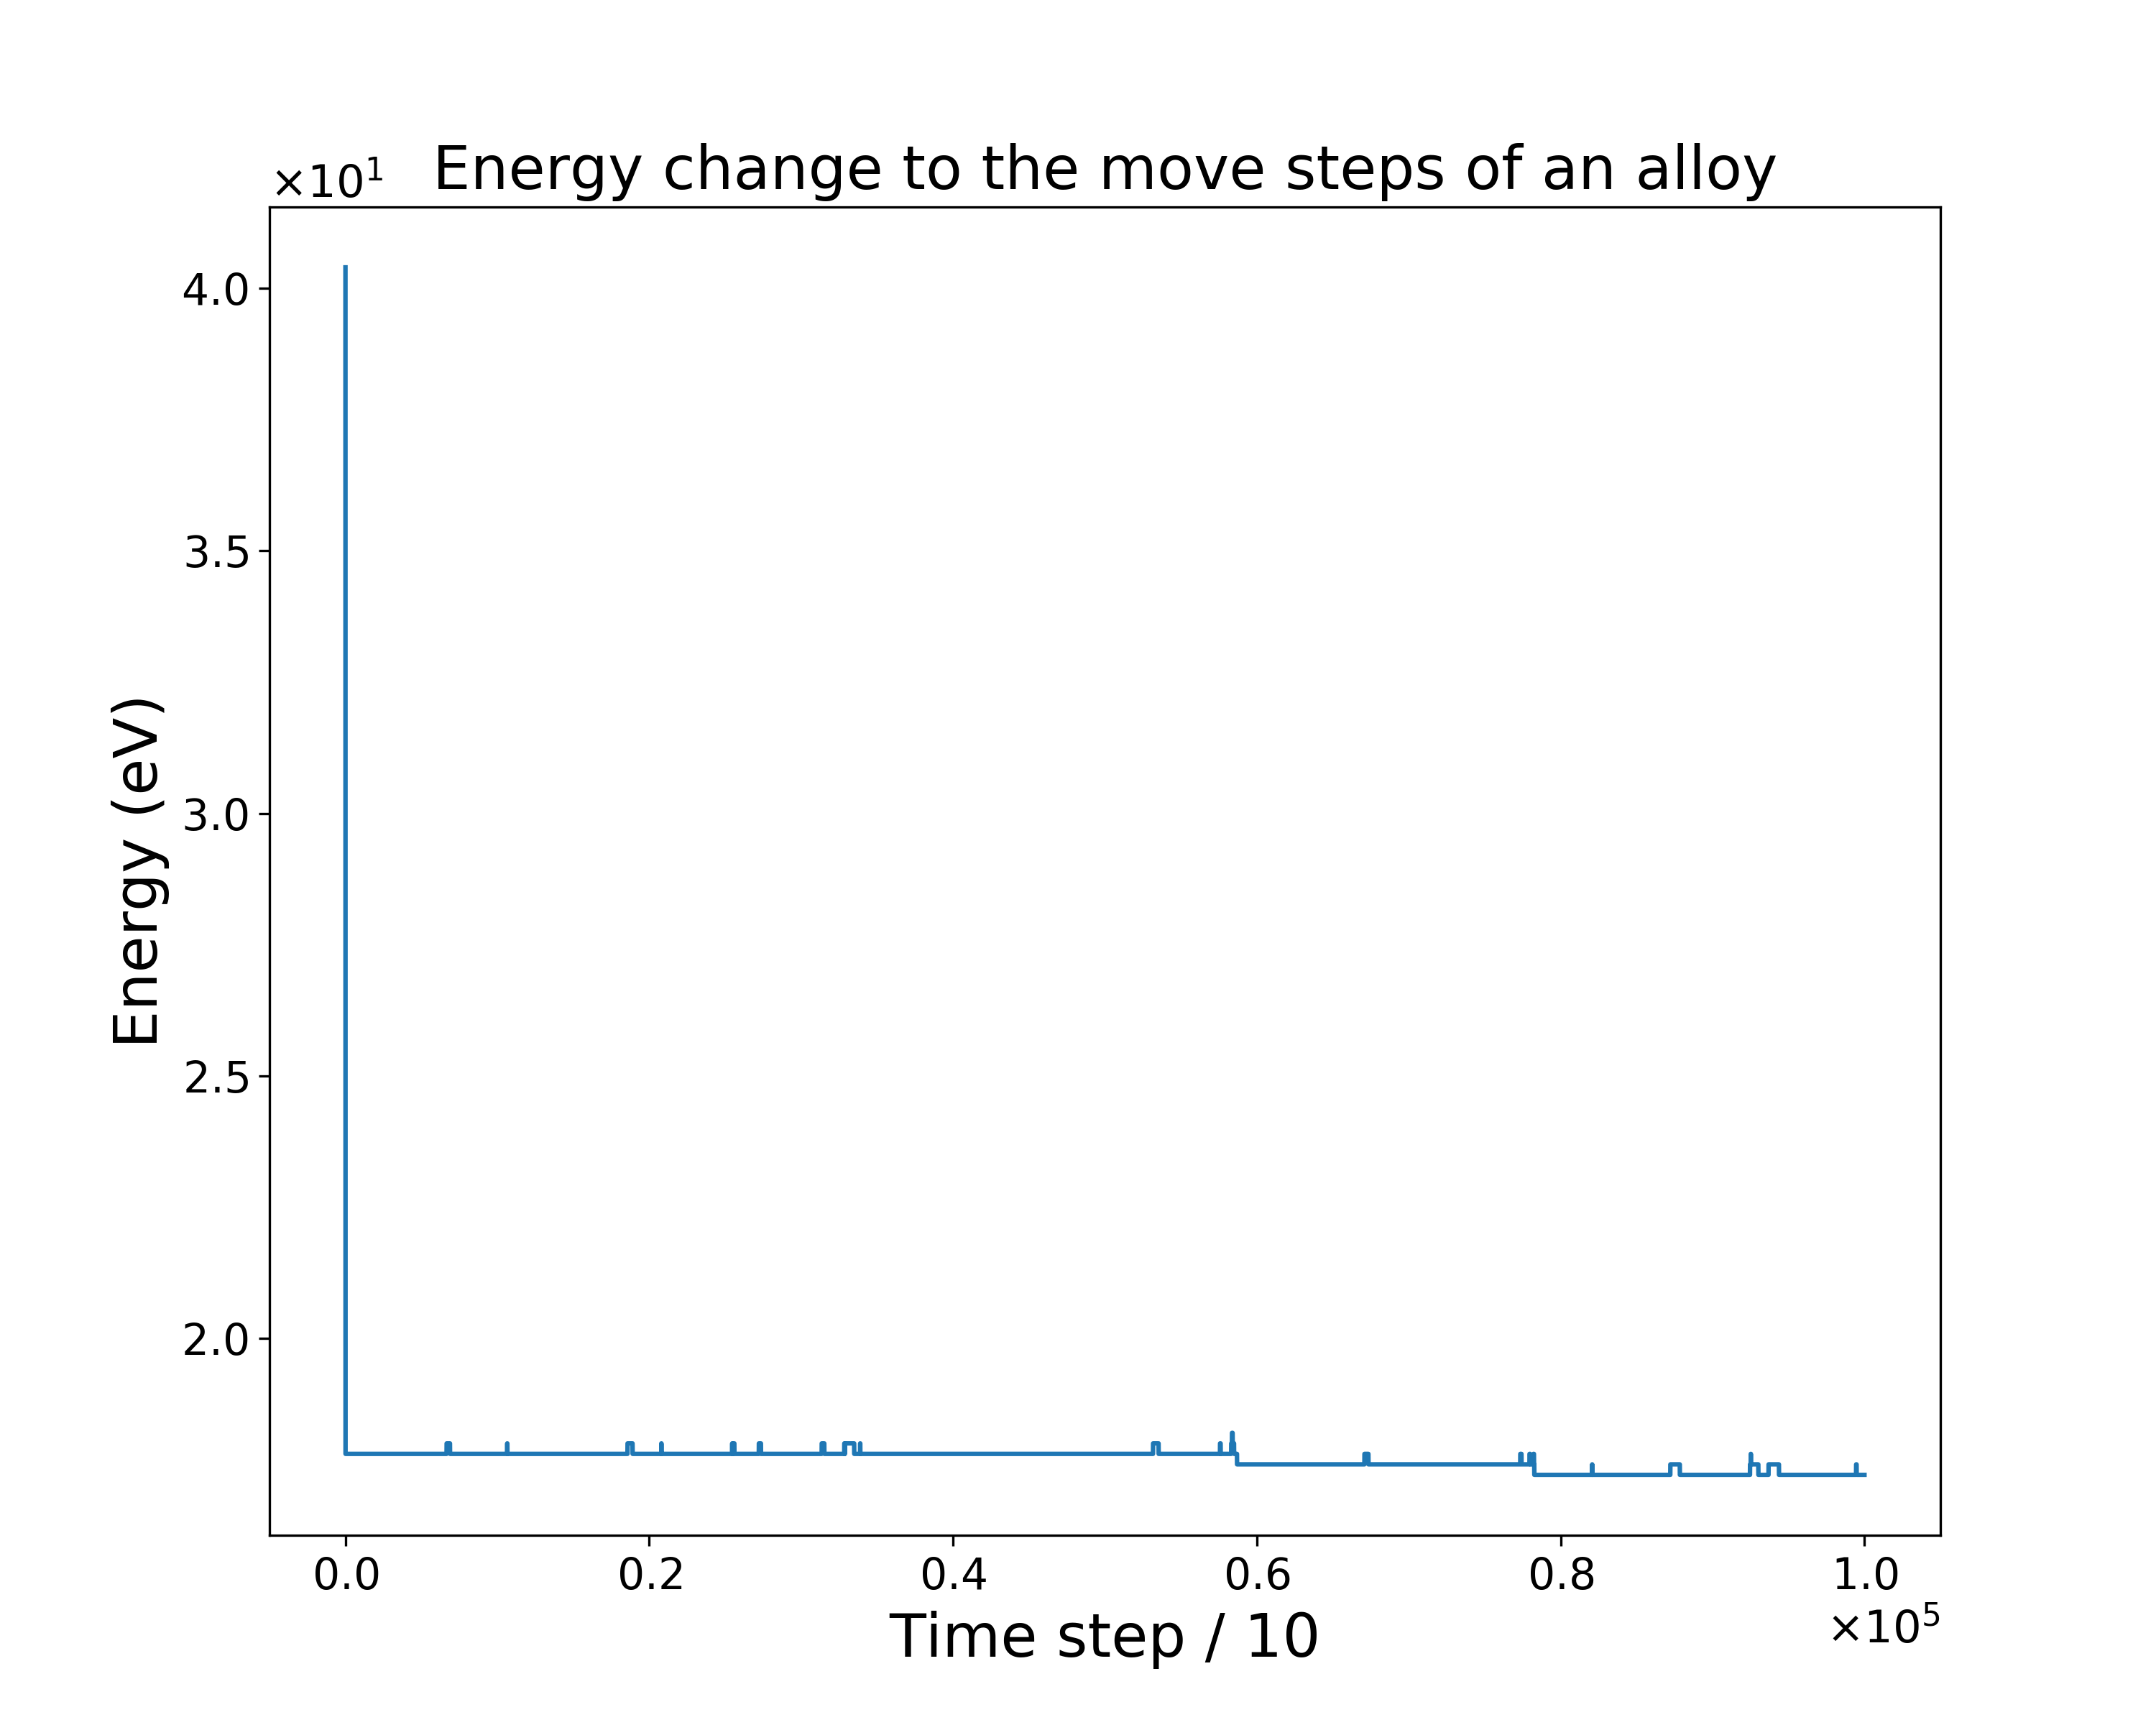 ×10¹
Energy change to the move steps of an alloy
4.0
3.5
3.0
2.5
2.0
Energy (eV)
0.0 0.2 0.4 0.6 0.8 1.0
×10⁵
Time step / 10